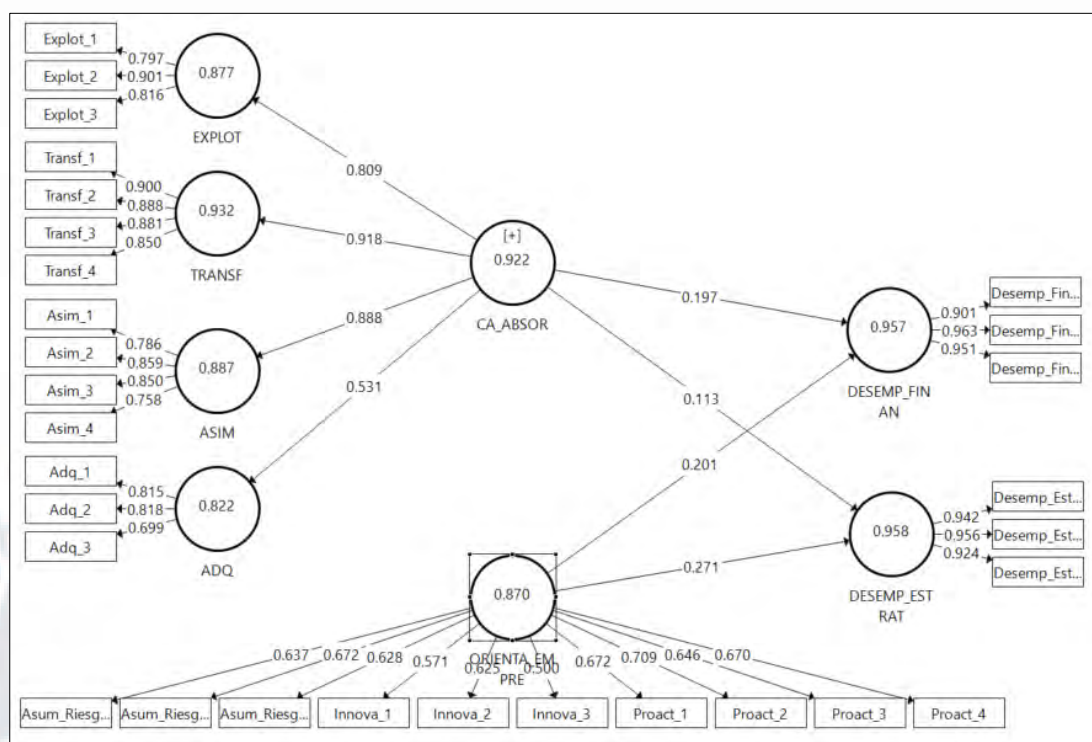 Explot_1
0.797
Explot_2
0.901
0.877
Explot_3
0.816
EXPLOT
0.809
Transf_1
0.900
Transf_2
0.888
0.932
Transf_3
0.881
Transf_4
0.850
TRANSF
0.918
[+]
0.922
CA_ABSOR
Asim_1
0.786
Asim_2
0.859
0.887
Asim_3
0.850
Asim_4
0.758
ASIM
0.888
Adq_1
0.815
Adq_2
0.818
0.822
Adq_3
0.699
ADQ
0.531
0.197
0.113
0.201
0.271
0.957
DESEMP_FIN
AN
0.901
Desemp_Fin...
0.963
Desemp_Fin...
0.951
Desemp_Fin...
0.958
DESEMP_EST
RAT
0.942
Desemp_Est...
0.956
Desemp_Est...
0.924
Desemp_Est...
0.870
ORIENTA_EM
PRE
0.637 0.672 0.628 0.571 0.625 0.500 0.672 0.709 0.646 0.670
Asum_Riesg... Asum_Riesg... Asum_Riesg... Innova_1 Innova_2 Innova_3 Proact_1 Proact_2 Proact_3 Proact_4